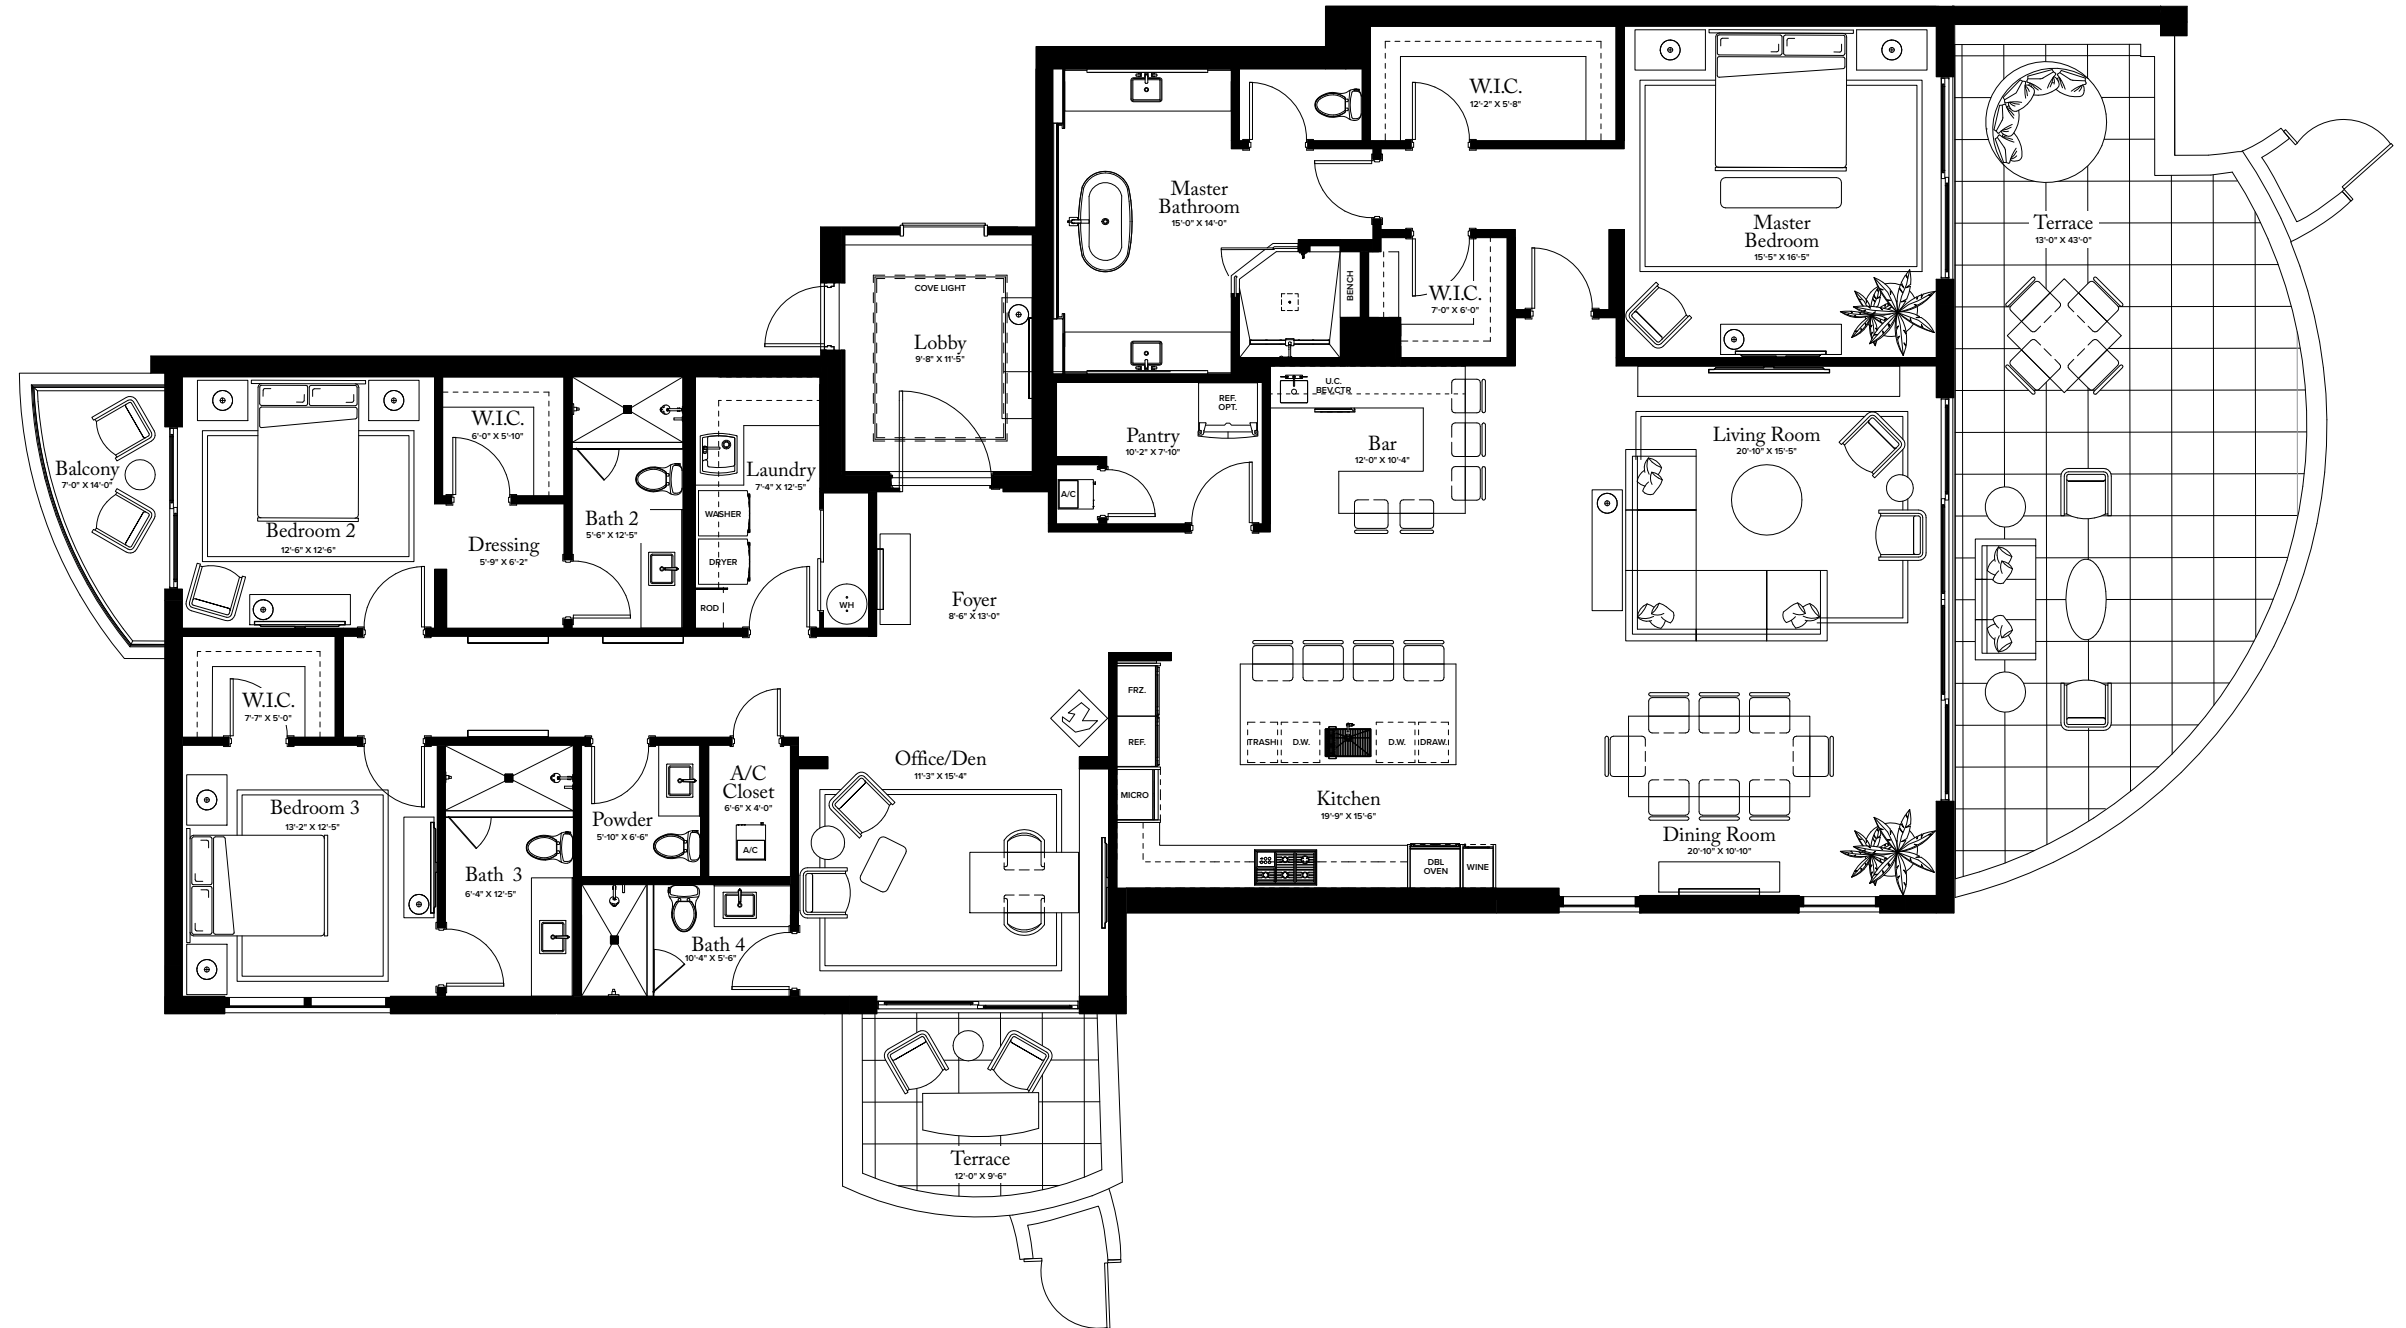 W.I.C.
12'-2" X 5'-8"
Master
Bathroom
15'-0" X 14'-0"
Master
Bedroom
15'-5" X 16'-5"
Terrace
13'-0" X 43'-0"
BENCH
W.I.C.
7'-0" X 6'-0"
COVE LIGHT
Lobby
9'-8" X 11'-5"
U.C.
BEV.CTR
REF.
OPT.
Pantry
10'-2" X 7'-10"
A/C
Bar
12'-0" X 10'-4"
Living Room
20'-10" X 15'-5"
Balcony
7'-0" X 14'-0"
W.I.C.
6'-0" X 5'-10"
Laundry
7'-4" X 12'-5"
WASHER
DRYER
ROD
WH
Bedroom 2
12'-6" X 12'-6"
Bath 2
5'-6" X 12'-5"
Dressing
5'-9" X 6'-2"
Foyer
8'-6" X 13'-0"
W.I.C.
7'-7" X 5'-0"
FRZ.
REF.
MICRO
TRASH
D.W.
D.W.
DRAW.
Kitchen
19'-9" X 15'-6"
DBL
OVEN
WINE
Dining Room
20'-10" X 10'-10"
Office/Den
11'-3" X 15'-4"
A/C
Closet
6'-6" X 4'-0"
A/C
Powder
5'-10" X 6'-6"
Bedroom 3
13'-2" X 12'-5"
Bath 3
6'-4" X 12'-5"
Bath 4
10'-4" X 5'-6"
Terrace
12'-0" X 9'-6"